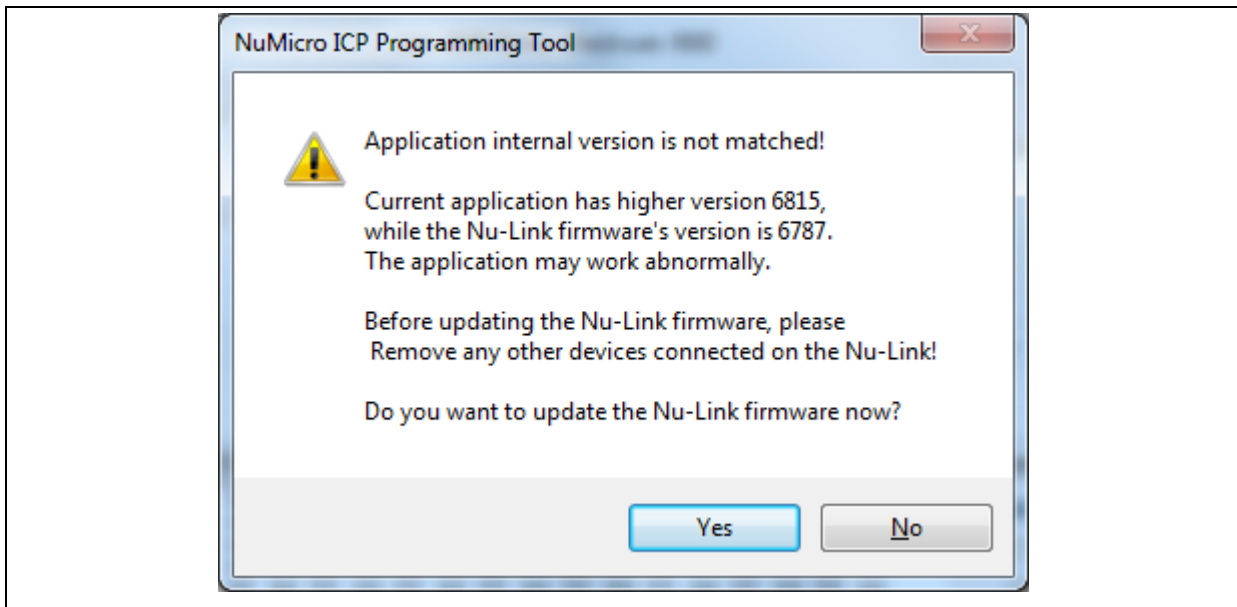 NuMicro ICP Programming Tool
Application internal version is not matched!
Current application has higher version 6815,
while the Nu-Link firmware's version is 6787.
The application may work abnormally.
Before updating the Nu-Link firmware, please
Remove any other devices connected on the Nu-Link!
Do you want to update the Nu-Link firmware now?
Yes
No